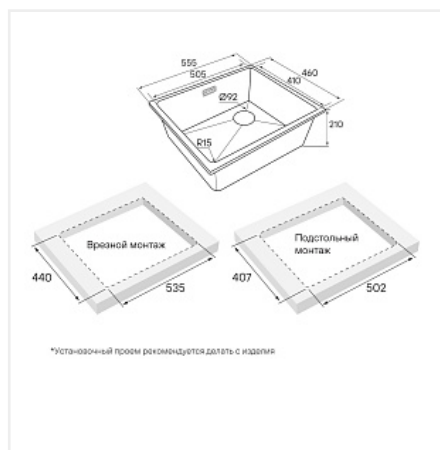 555
505
460
410
Ø92
210
R15
Врезной монтаж
440
535
Подстольный
монтаж
407
502
*Установочный проем рекомендуется делать с изделия